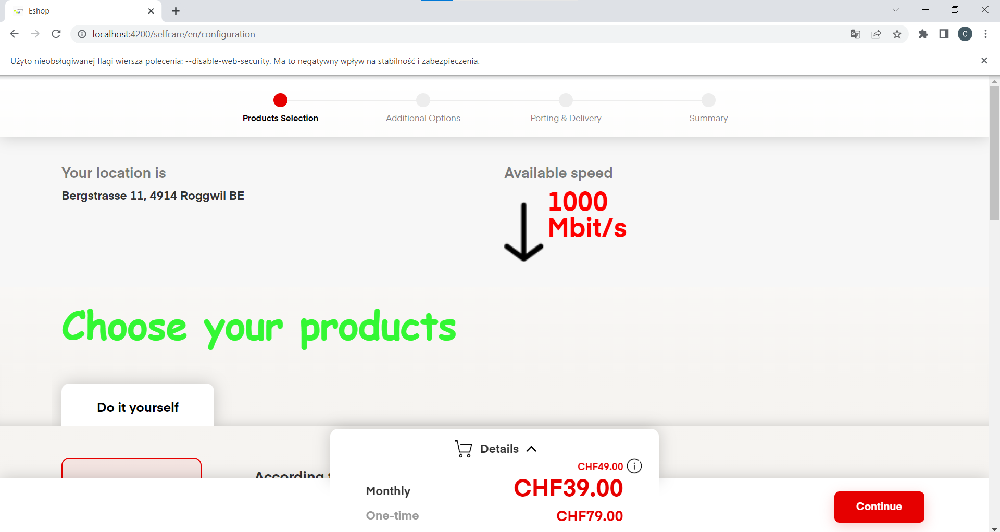 Eshop
localhost:4200/selfcare/en/configuration
C
Użyto nieobsługiwanej flagi wiersza polecenia: --disable-web-security. Ma to negatywny wpływ na stabilność i zabezpieczenia.
Products Selection
Additional Options
Porting & Delivery
Summary
Your location is
Bergstrasse 11, 4914 Roggwil BE
Available speed
1000
Mbit/s
Choose your products
Do it yourself
According
Details
CHF49.00
Monthly
CHF39.00
One-time
CHF79.00
Continue